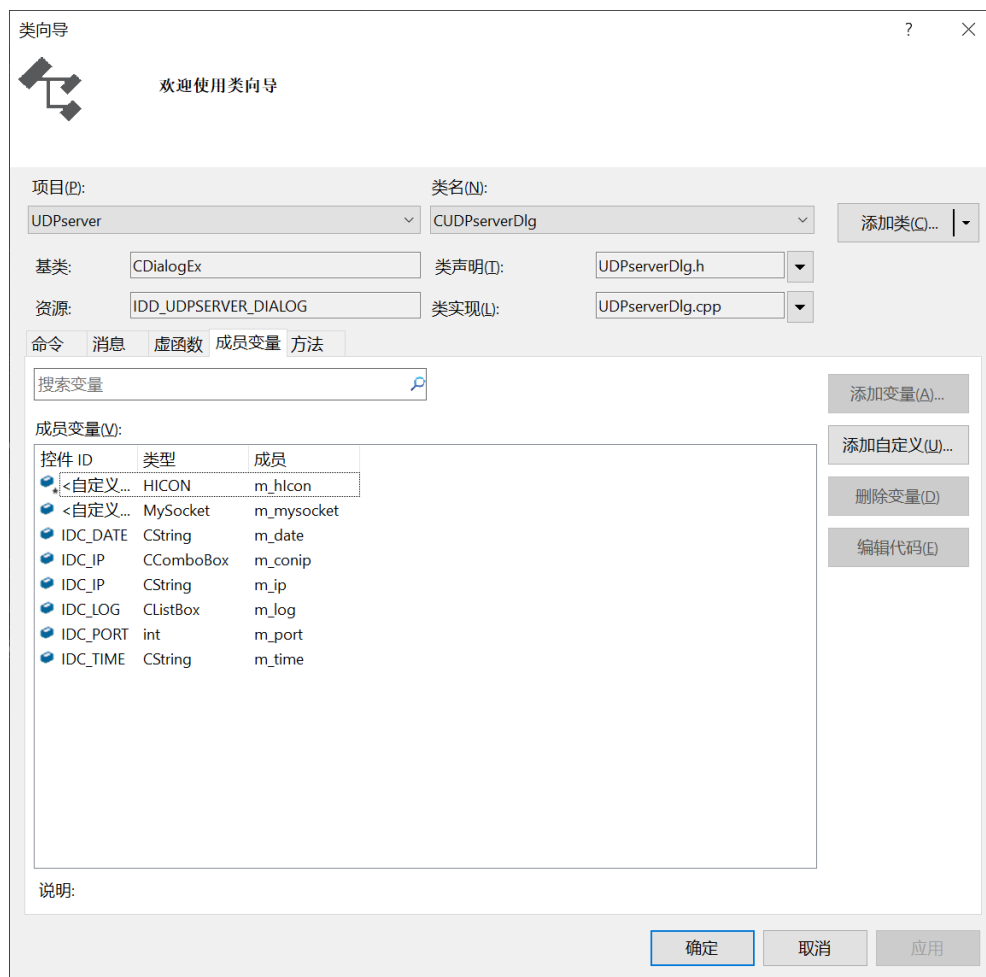 类向导
?
欢迎使用类向导
项目(P):
类名(N):
UDPserver
CUDPserverDlg
添加类(C)...
基类:
CDialogEx
类声明(T):
UDPserverDlg.h
资源:
IDD_UDPSERVER_DIALOG
类实现(L):
UDPserverDlg.cpp
命令 消息 虚函数 成员变量 方法
搜索变量
添加变量(A)...
成员变量(V):
添加自定义(U)...
控件 ID 类型 成员
<自定义... HICON m_hIcon
删除变量(D)
<自定义... MySocket m_mysocket
IDC_DATE CString m_date
编辑代码(E)
IDC_IP CComboBox m_conip
IDC_IP CString m_ip
IDC_LOG CListBox m_log
IDC_PORT int m_port
IDC_TIME CString m_time
说明:
确定 取消 应用